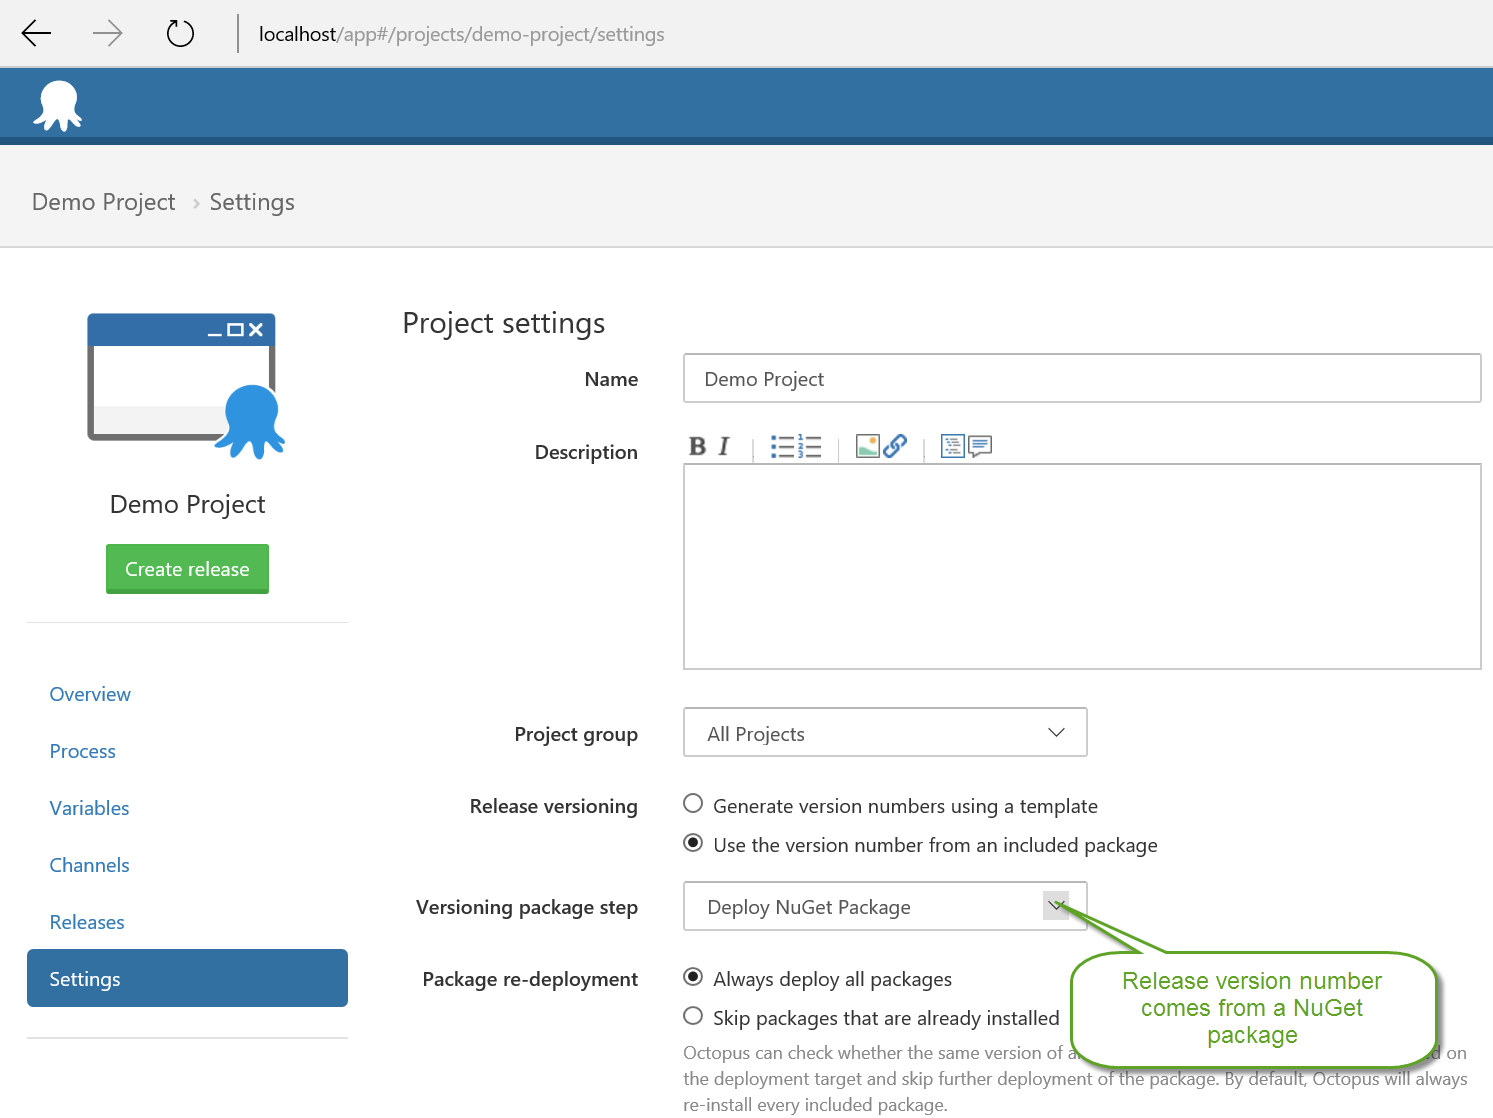 localhost/app#/projects/demo-project/settings
Demo Project › Settings
Demo Project
Create release
Overview
Process
Variables
Channels
Releases
Settings
Project settings
Name
Demo Project
Description
B I
Project group
All Projects
Release versioning
Generate version numbers using a template
Use the version number from an included package
Versioning package step
Deploy NuGet Package
Package re-deployment
Always deploy all packages
Skip packages that are already installed
Octopus can check whether the same version of on
the deployment target and skip further deployment of the package. By default, Octopus will always
re-install every included package.
Release version number
comes from a NuGet
package